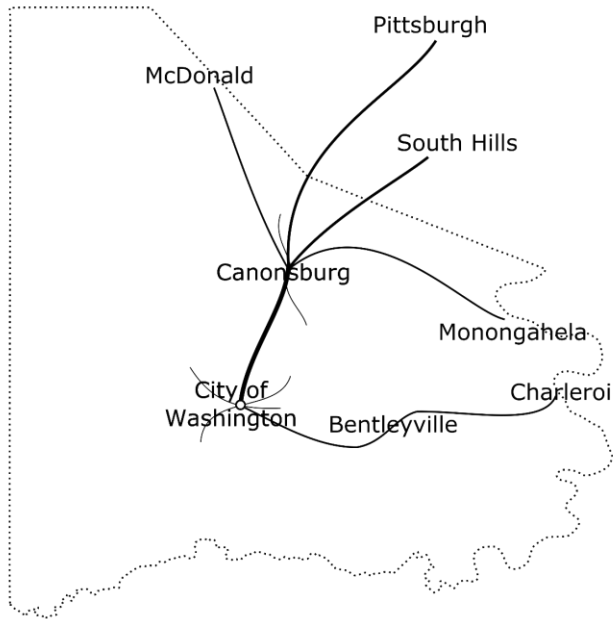 Pittsburgh
McDonald
South Hills
Canonsburg
Monongahela
City of
Washington
Charleroi
Bentleyville